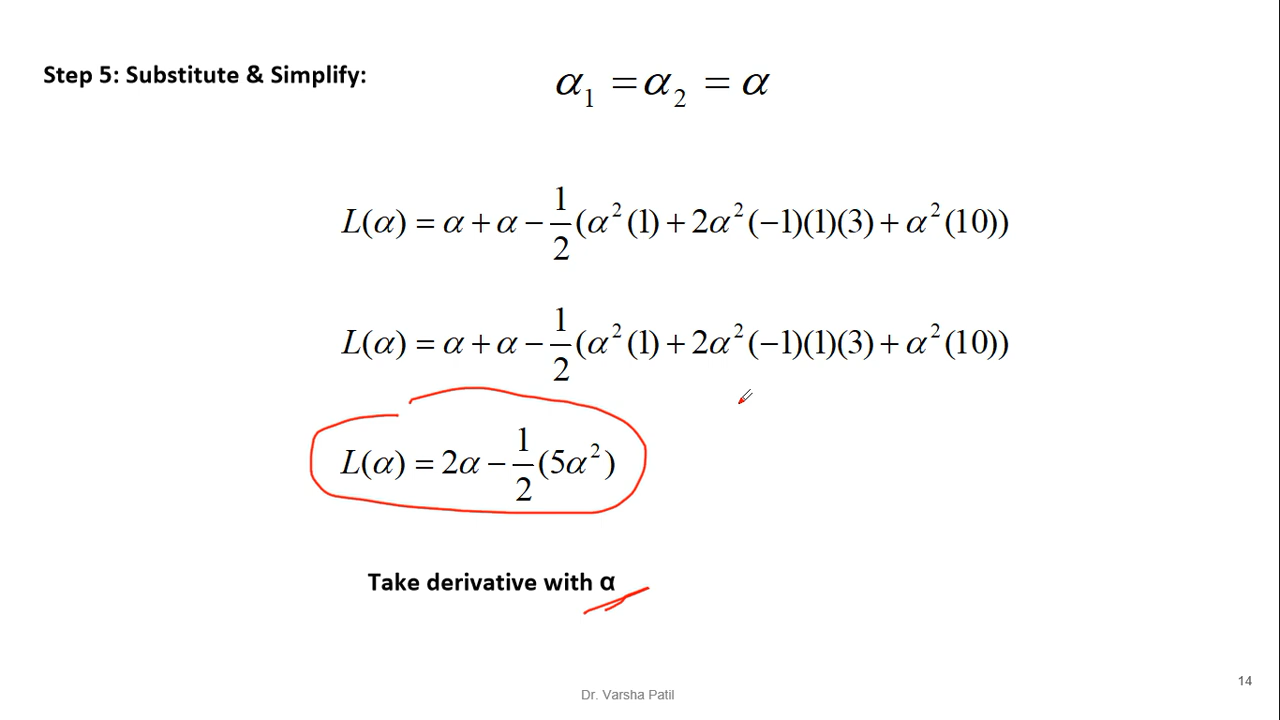 Step 5: Substitute & Simplify:
α₁ = α₂ = α
L(α) = α + α − 1/2 (α²(1) + 2α²(−1)(1)(3) + α²(10))
L(α) = α + α − 1/2 (α²(1) + 2α²(−1)(1)(3) + α²(10))
L(α) = 2α − 1/2 (5α²)
Take derivative with α
14
Dr. Varsha Patil